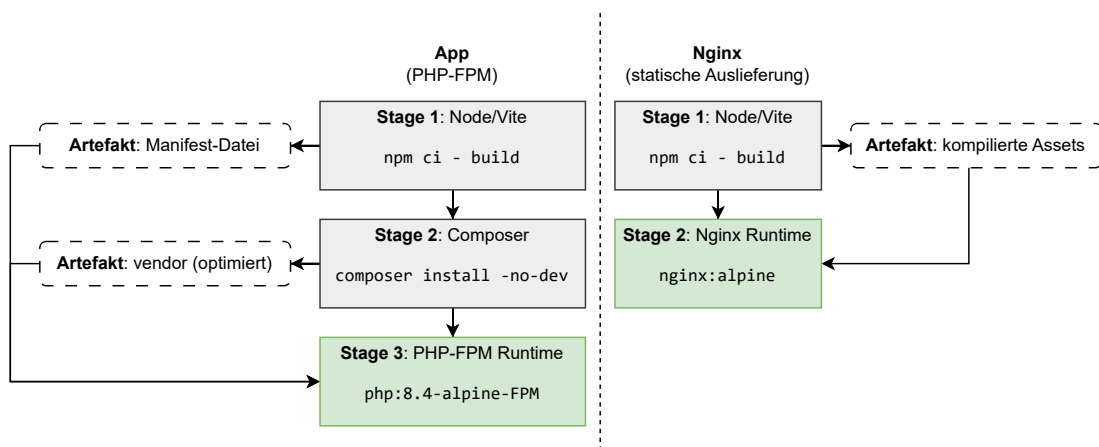 App
(PHP-FPM)
Stage 1: Node/Vite
npm ci - build
Artefakt: Manifest-Datei
Stage 2: Composer
composer install -no-dev
Artefakt: vendor (optimiert)
Stage 3: PHP-FPM Runtime
php:8.4-alpine-FPM
Nginx
(statische Auslieferung)
Stage 1: Node/Vite
npm ci - build
Artefakt: kompilierte Assets
Stage 2: Nginx Runtime
nginx:alpine